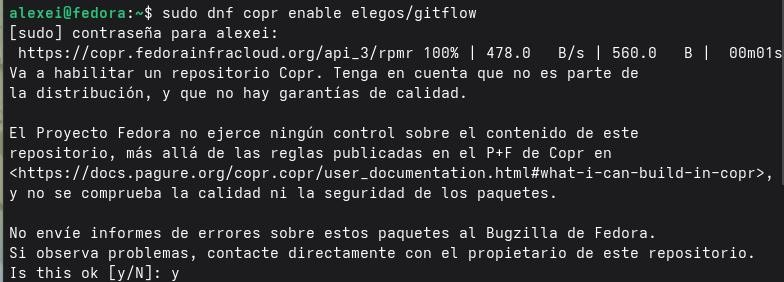 alexei@fedora:~$ sudo dnf copr enable elegos/gitflow
[sudo] contraseña para alexei:
https://copr.fedorainfracloud.org/api_3/rpmr 100% | 478.0   B/s | 560.0   B |  00m01s
Va a habilitar un repositorio Copr. Tenga en cuenta que no es parte de
la distribución, y que no hay garantías de calidad.
El Proyecto Fedora no ejerce ningún control sobre el contenido de este
repositorio, más allá de las reglas publicadas en el P+F de Copr en
<https://docs.pagure.org/copr.copr/user_documentation.html#what-i-can-build-in-copr>,
y no se comprueba la calidad ni la seguridad de los paquetes.
No envíe informes de errores sobre estos paquetes al Bugzilla de Fedora.
Si observa problemas, contacte directamente con el propietario de este repositorio.
Is this ok [y/N]: y